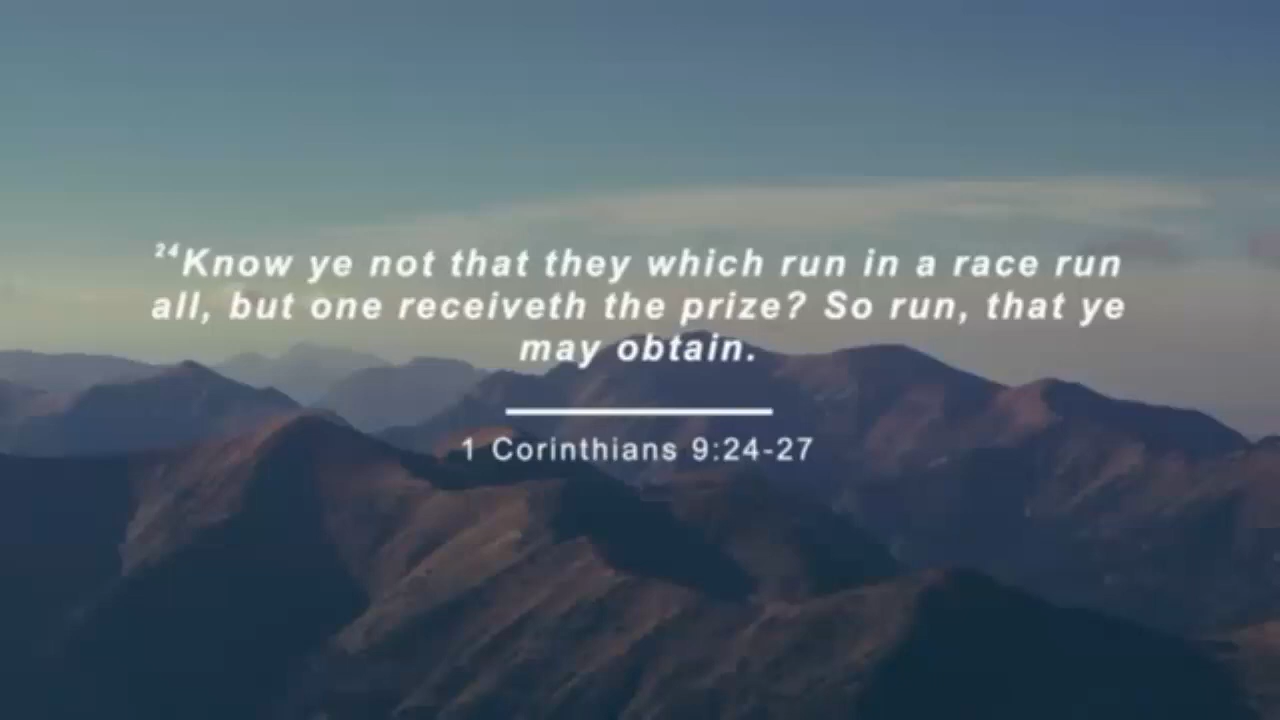 24Know ye not that they which run in a race run
all, but one receiveth the prize? So run, that ye
may obtain.
1 Corinthians 9:24-27